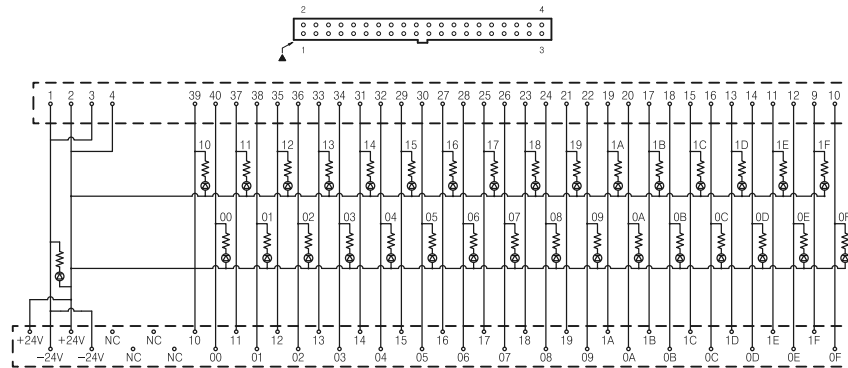 2 4
1 3
1 2 3 4 39 40 37 38 35 36 33 34 31 32 29 30 27 28 25 26 23 24 21 22 19 20 17 18 15 16 13 14 11 12 9 10
10 11 12 13 14 15 16 17 18 19 1A 1B 1C 1D 1E 1F
00 01 02 03 04 05 06 07 08 09 0A 0B 0C 0D 0E 0F
+24V +24V NC NC 10 11 12 13 14 15 16 17 18 19 1A 1B 1C 1D 1E 1F
−24V −24V NC NC 00 01 02 03 04 05 06 07 08 09 0A 0B 0C 0D 0E 0F